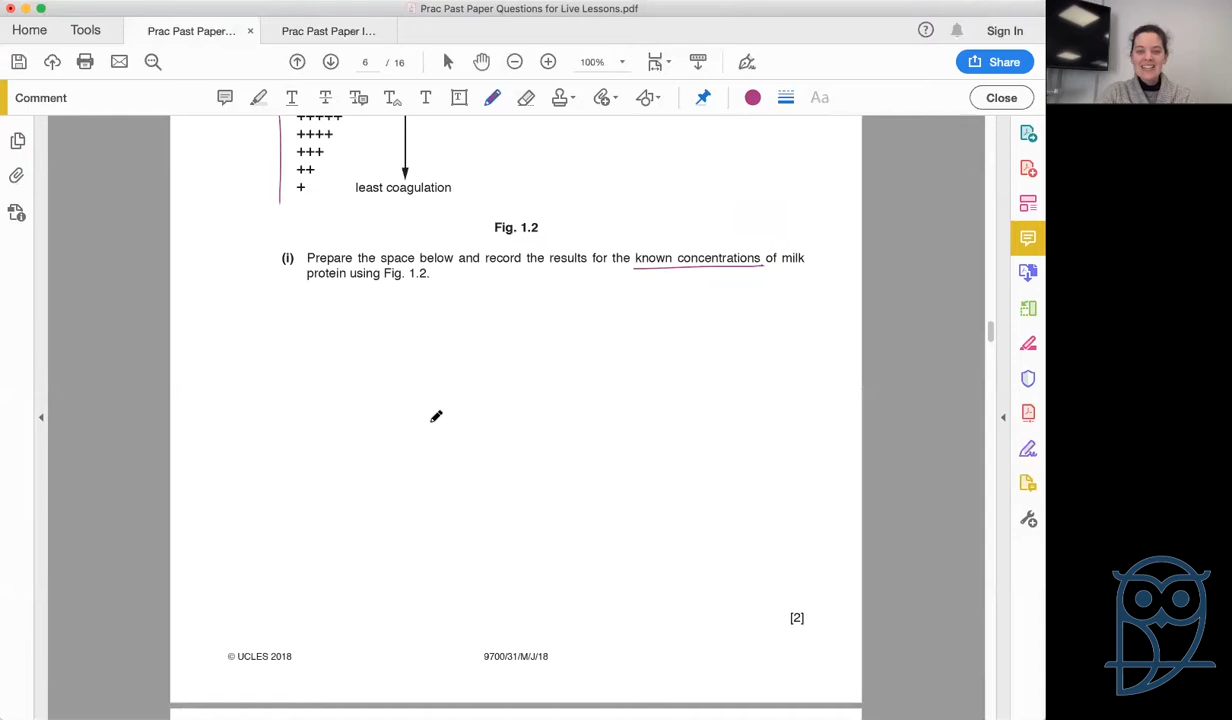 Prac Past Paper Questions for Live Lessons.pdf
Home Tools Prac Past Paper... × Prac Past Paper I... Sign In
6 / 16 100% Share
Comment Aa Close
+++++
++++
+++
++
+ least coagulation
Fig. 1.2
(i) Prepare the space below and record the results for the known concentrations of milk
protein using Fig. 1.2.
[2]
© UCLES 2018 9700/31/M/J/18